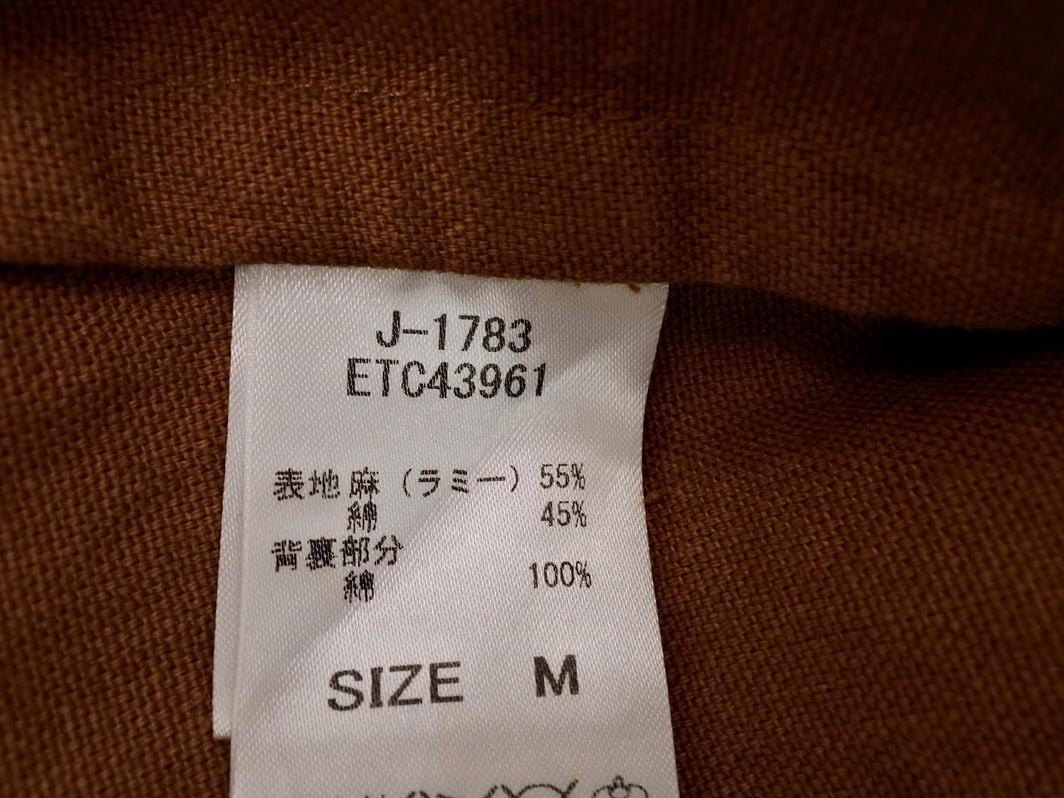 J-1783
ETC43961
表地 麻（ラミー） 55%
綿 45%
背裏部分
綿 100%
SIZE M